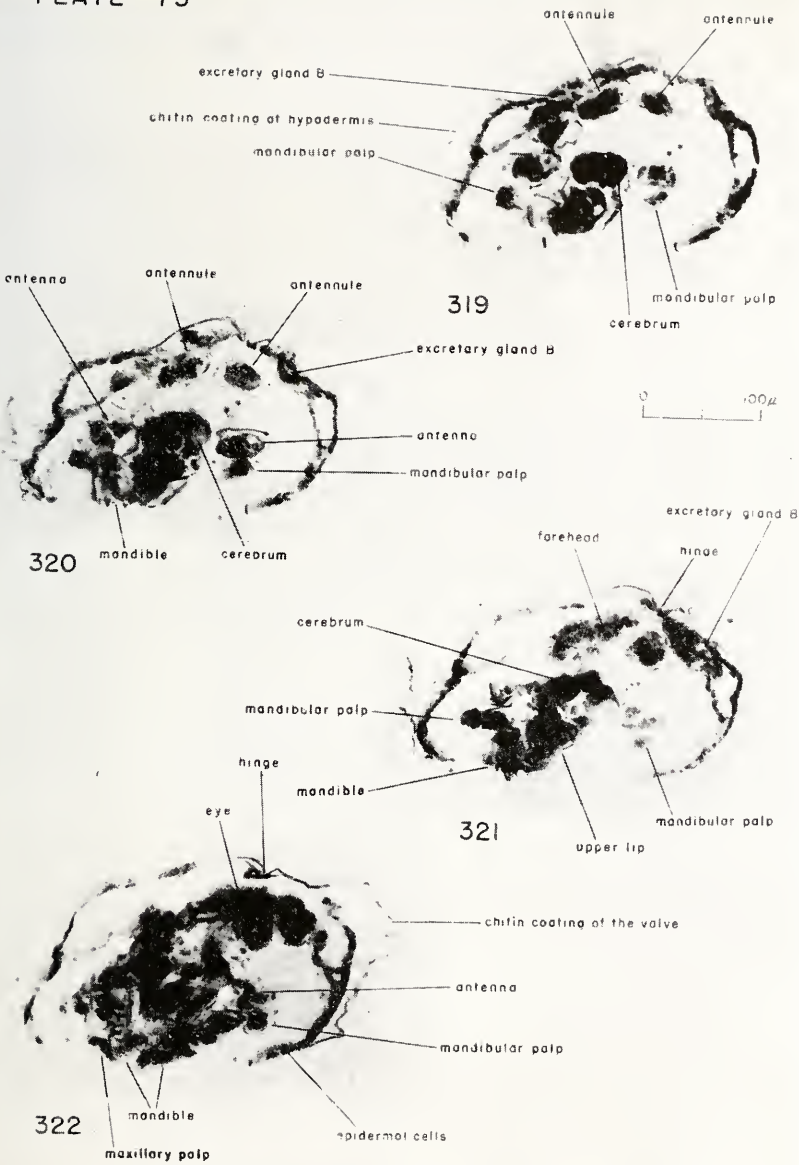 PLATE 75
antennule
antennule
excretory gland B
chitin coating of hypodermis
mandibular palp
319
mandibular palp
cerebrum
antenna
antennule
antennule
excretory gland B
0 100µ
antenna
mandibular palp
320
mandible
cerebrum
excretory gland B
forehead
hinge
cerebrum
mandibular palp
mandible
321
mandibular palp
upper lip
hinge
eye
chitin coating of the valve
antenna
mandibular palp
322
mandible
epidermal cells
maxillary palp